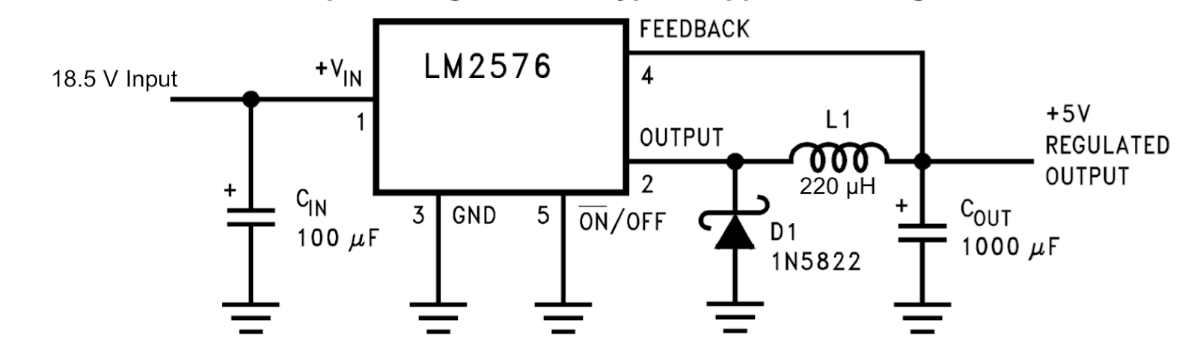 FEEDBACK
LM2576
+VIN
18.5 V Input
4
1
+5V
REGULATED
OUTPUT
L1
OUTPUT
220 µH
2
+
CIN
100 µF
3 GND
5 ON/OFF
D1
1N5822
+
COUT
1000 µF